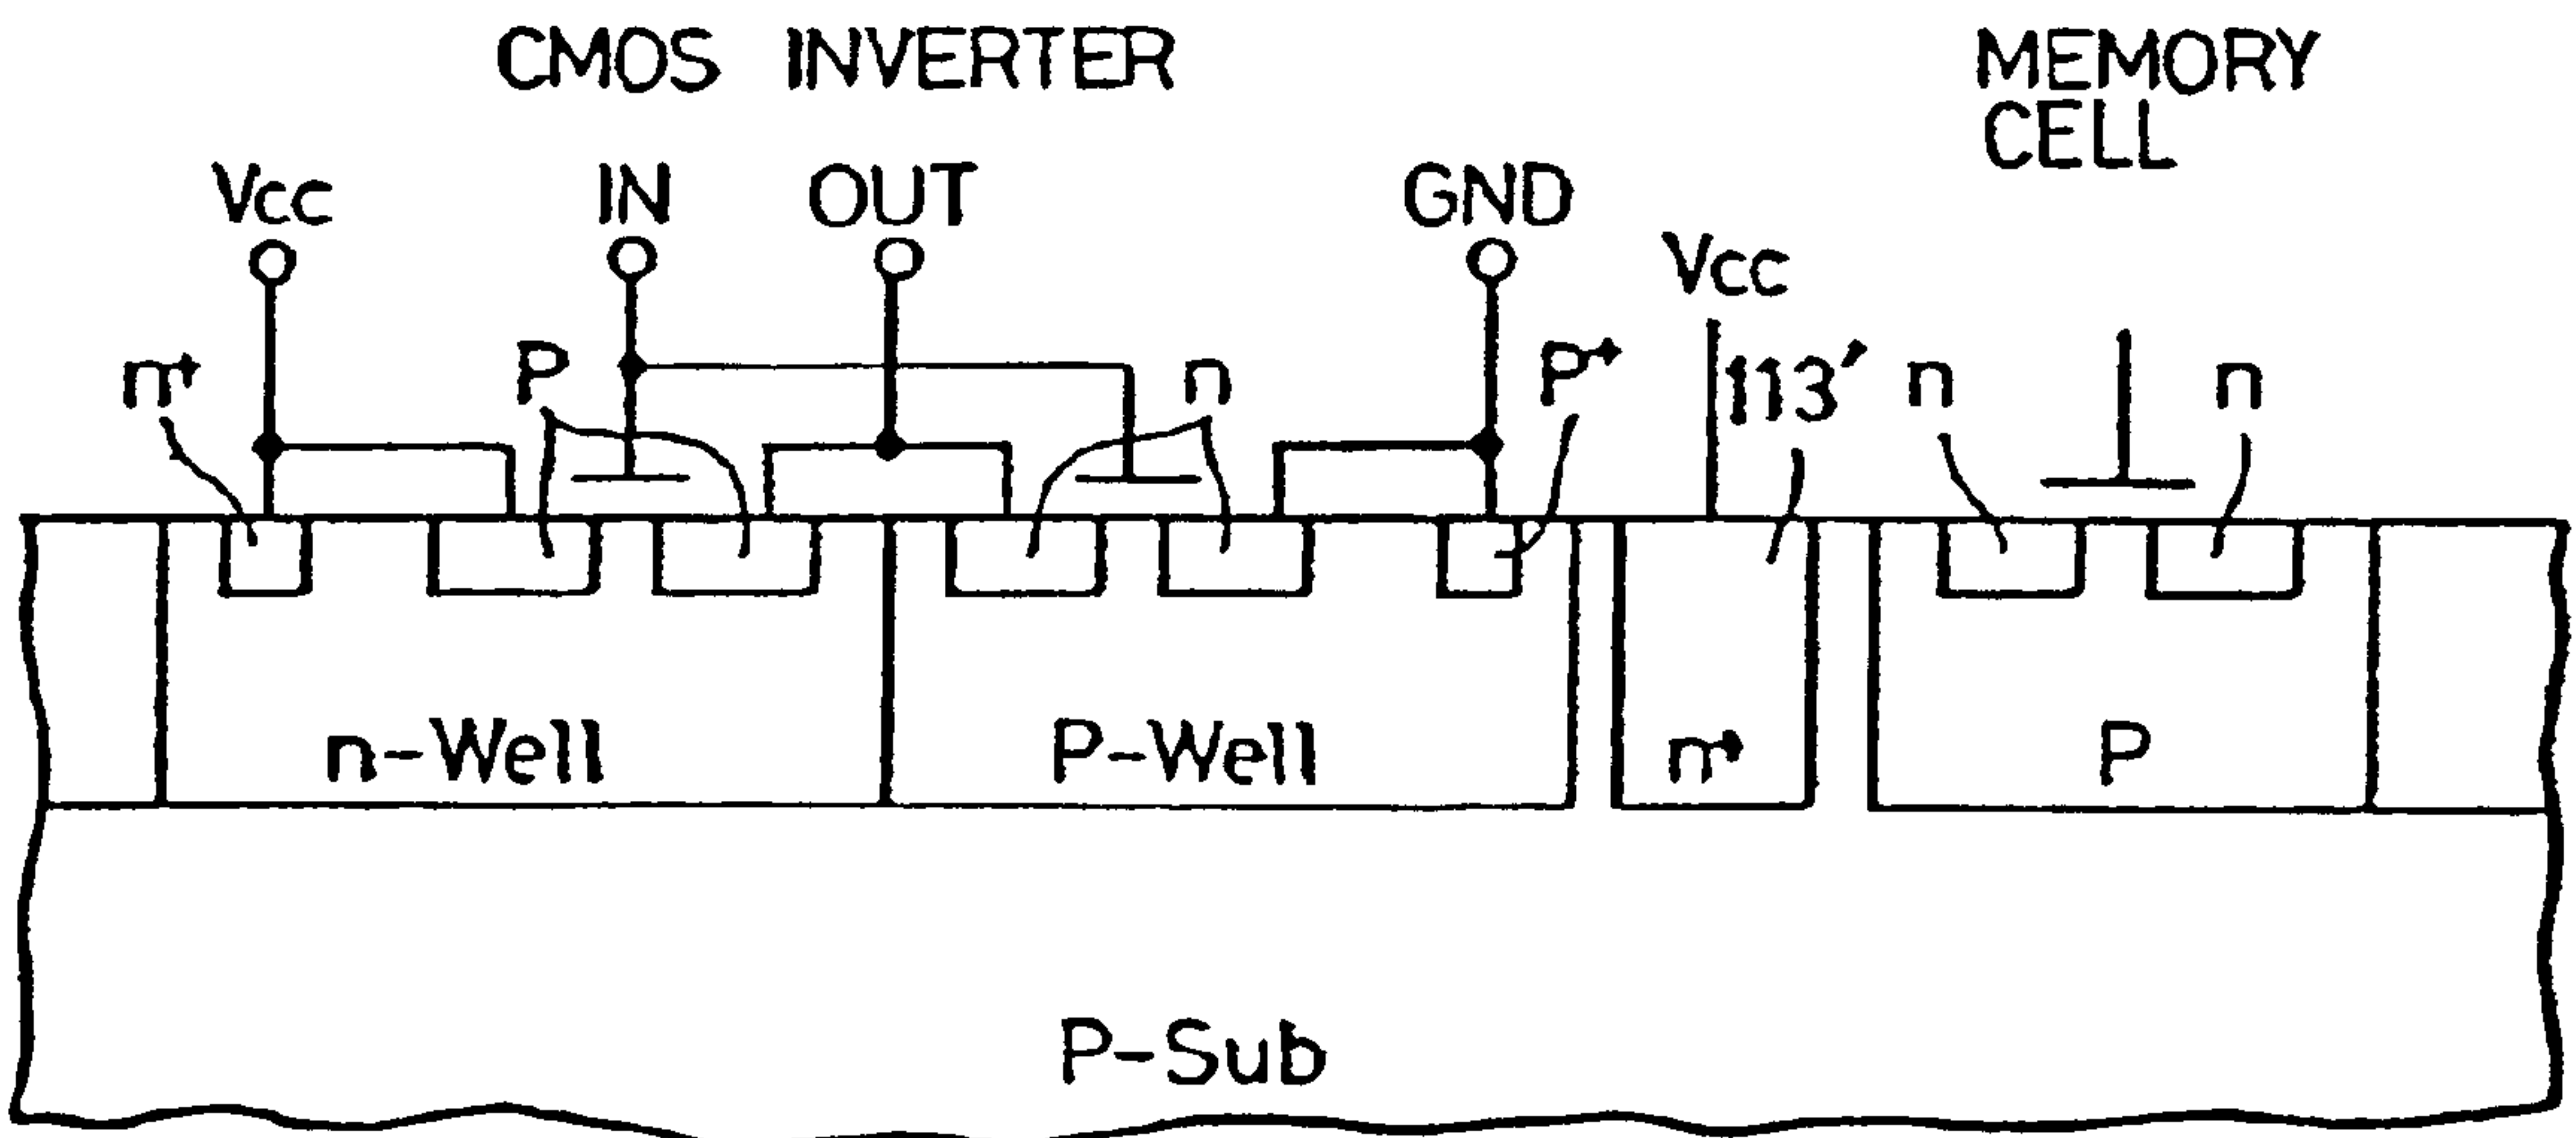 CMOS INVERTER
MEMORY
CELL
Vcc
IN
OUT
GND
Vcc
n+
P
n
P+
113'
n
n
n-Well
P-Well
n+
P
P-Sub